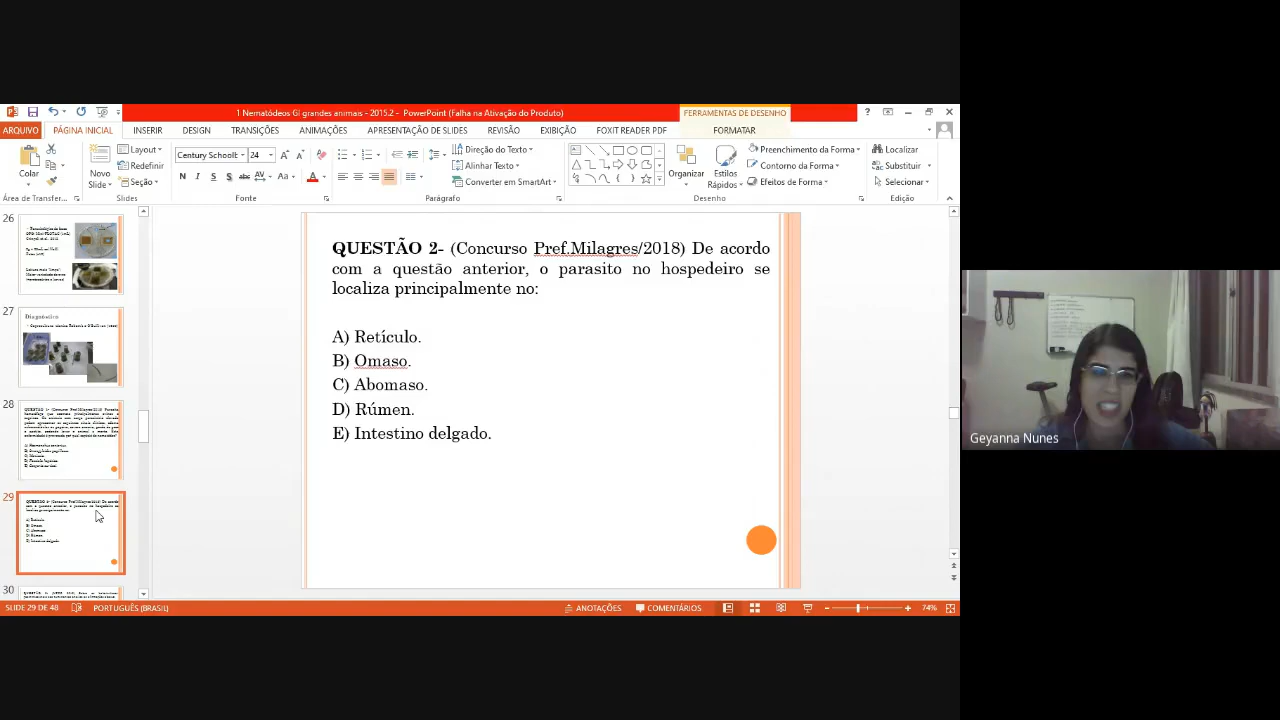 1 Nematódeos GI grandes animais - 2015.2 - PowerPoint (Falha na Ativação do Produto)
FERRAMENTAS DE DESENHO
ARQUIVO
PÁGINA INICIAL
INSERIR
DESIGN
TRANSIÇÕES
ANIMAÇÕES
APRESENTAÇÃO DE SLIDES
REVISÃO
EXIBIÇÃO
FOXIT READER PDF
FORMATAR
Colar
Novo
Slide
Layout
Redefinir
Seção
Century Schoolb
24
N I S S abc AV Aa A
Direção do Texto
Alinhar Texto
Converter em SmartArt
Organizar
Estilos
Rápidos
Preenchimento da Forma
Contorno da Forma
Efeitos de Forma
Localizar
Substituir
Selecionar
Área de Transfer...
Slides
Fonte
Parágrafo
Desenho
Edição
26
27
Diagnóstico
28
29
30
QUESTÃO 2- (Concurso Pref.Milagres/2018) De acordo
com a questão anterior, o parasito no hospedeiro se
localiza principalmente no:
A) Retículo.
B) Omaso.
C) Abomaso.
D) Rúmen.
E) Intestino delgado.
Geyanna Nunes
SLIDE 29 DE 48
PORTUGUÊS (BRASIL)
ANOTAÇÕES
COMENTÁRIOS
74%